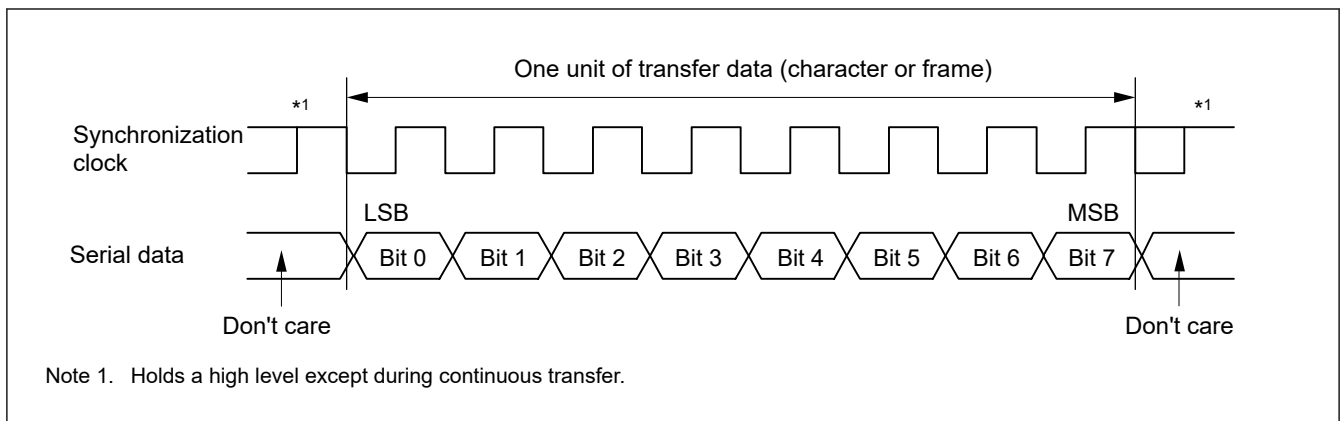 One unit of transfer data (character or frame)
*1
*1
Synchronization
clock
LSB
MSB
Serial data
Bit 0
Bit 1
Bit 2
Bit 3
Bit 4
Bit 5
Bit 6
Bit 7
Don't care
Don't care
Note 1. Holds a high level except during continuous transfer.